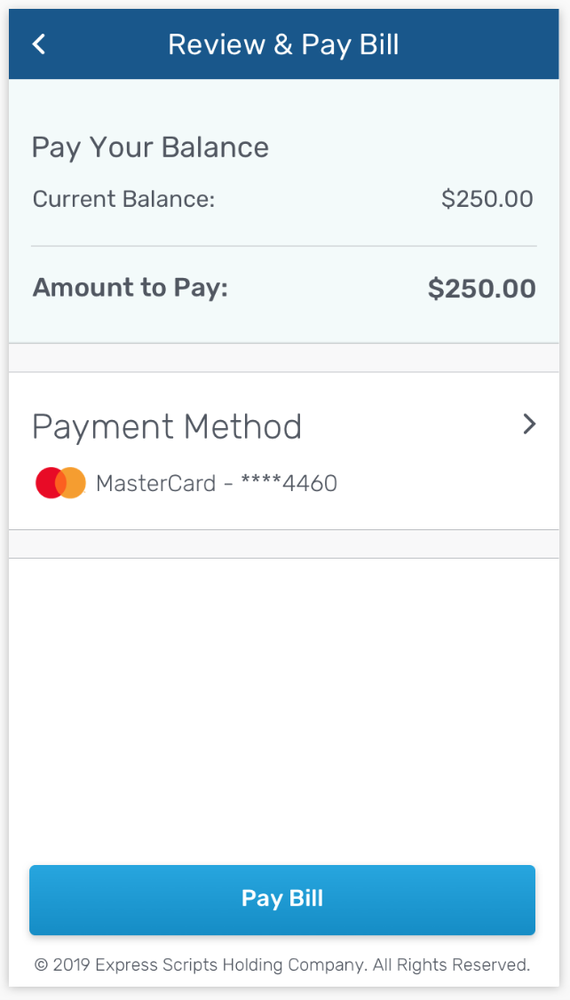 Review & Pay Bill
Pay Your Balance
Current Balance: $250.00
Amount to Pay: $250.00
Payment Method
MasterCard - ****4460
Pay Bill
© 2019 Express Scripts Holding Company. All Rights Reserved.